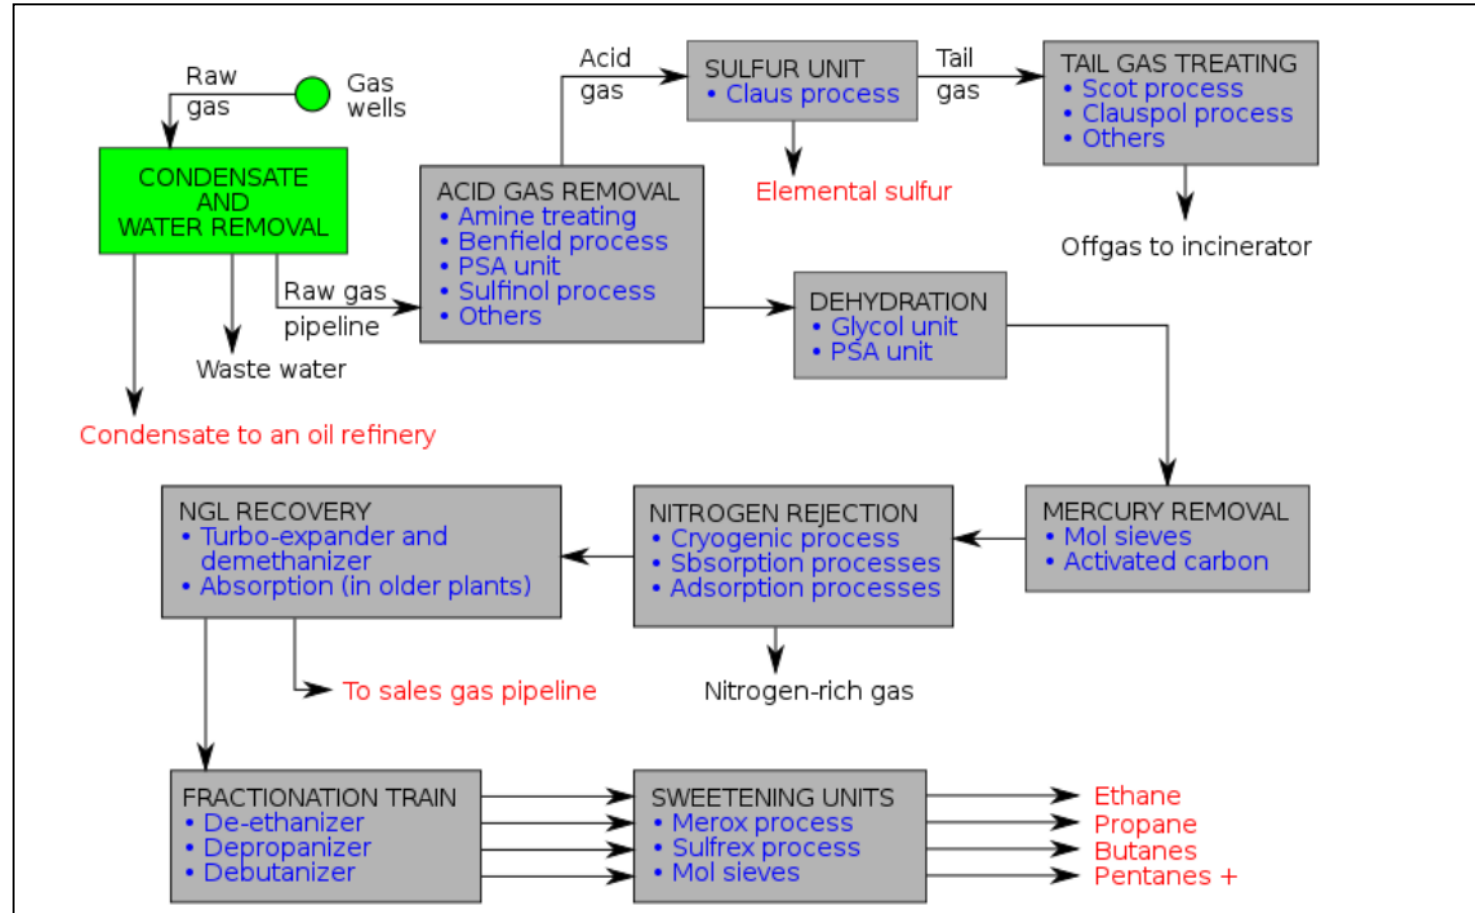 Raw
gas
Gas
wells
CONDENSATE
AND
WATER REMOVAL
Raw gas
pipeline
Waste water
Condensate to an oil refinery
ACID GAS REMOVAL
• Amine treating
• Benfield process
• PSA unit
• Sulfinol process
• Others
Acid
gas
SULFUR UNIT
• Claus process
Elemental sulfur
Tail
gas
TAIL GAS TREATING
• Scot process
• Clauspol process
• Others
Offgas to incinerator
DEHYDRATION
• Glycol unit
• PSA unit
MERCURY REMOVAL
• Mol sieves
• Activated carbon
NITROGEN REJECTION
• Cryogenic process
• Sbsorption processes
• Adsorption processes
Nitrogen-rich gas
NGL RECOVERY
• Turbo-expander and
demethanizer
• Absorption (in older plants)
To sales gas pipeline
FRACTIONATION TRAIN
• De-ethanizer
• Depropanizer
• Debutanizer
SWEETENING UNITS
• Merox process
• Sulfrex process
• Mol sieves
Ethane
Propane
Butanes
Pentanes +